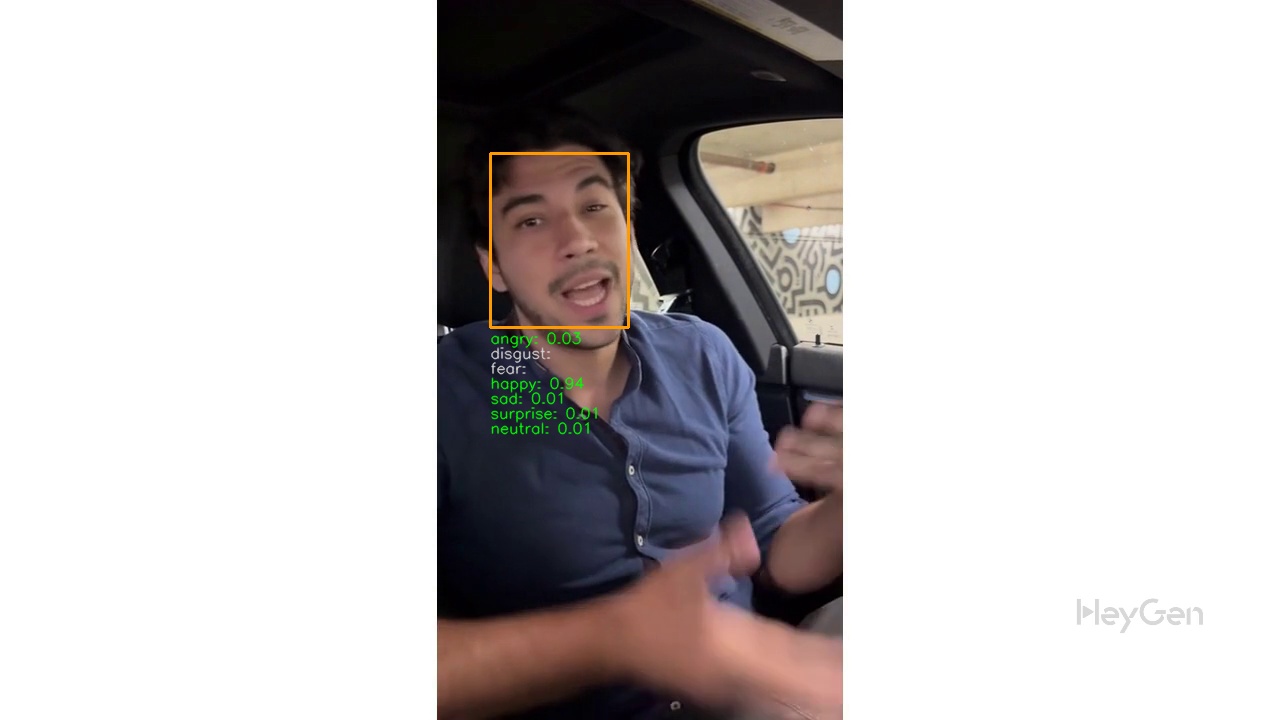 angry: 0.03
disgust:
fear:
happy: 0.94
sad: 0.01
surprise: 0.01
neutral: 0.01
HeyGen